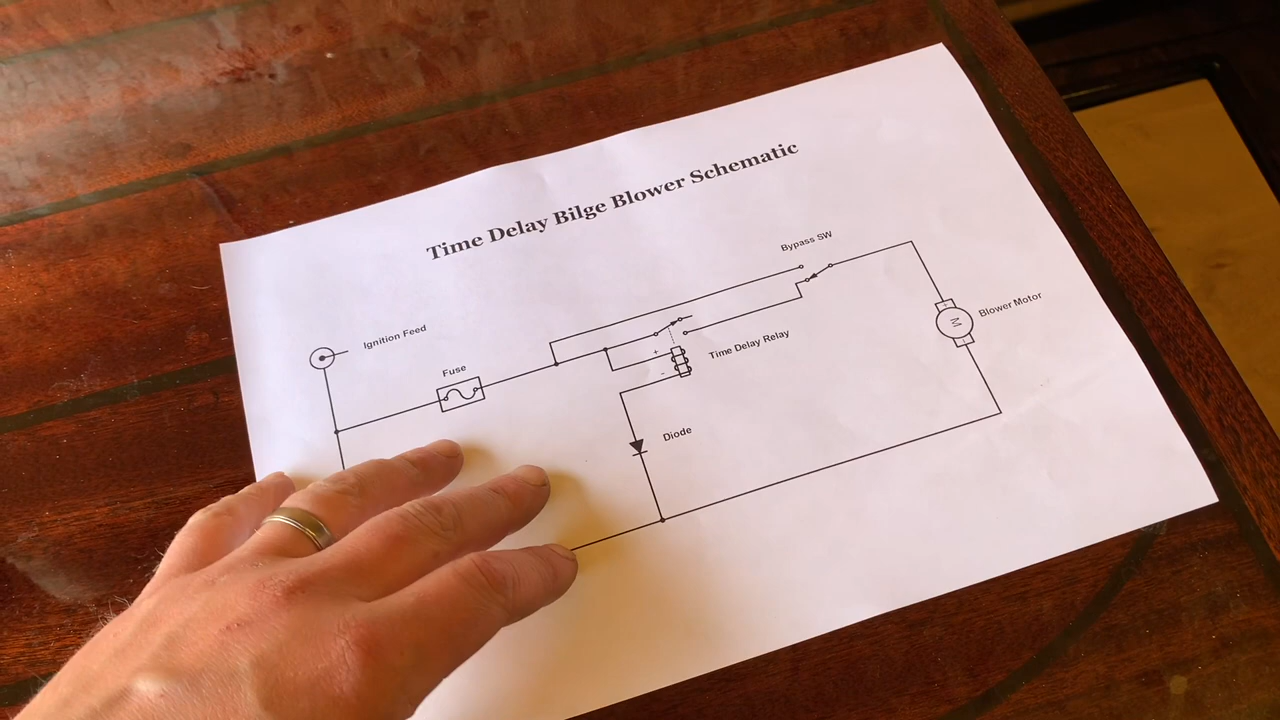 Time Delay Bilge Blower Schematic
Bypass SW
Ignition Feed
Blower Motor
M
Fuse
Time Delay Relay
+
-
Diode